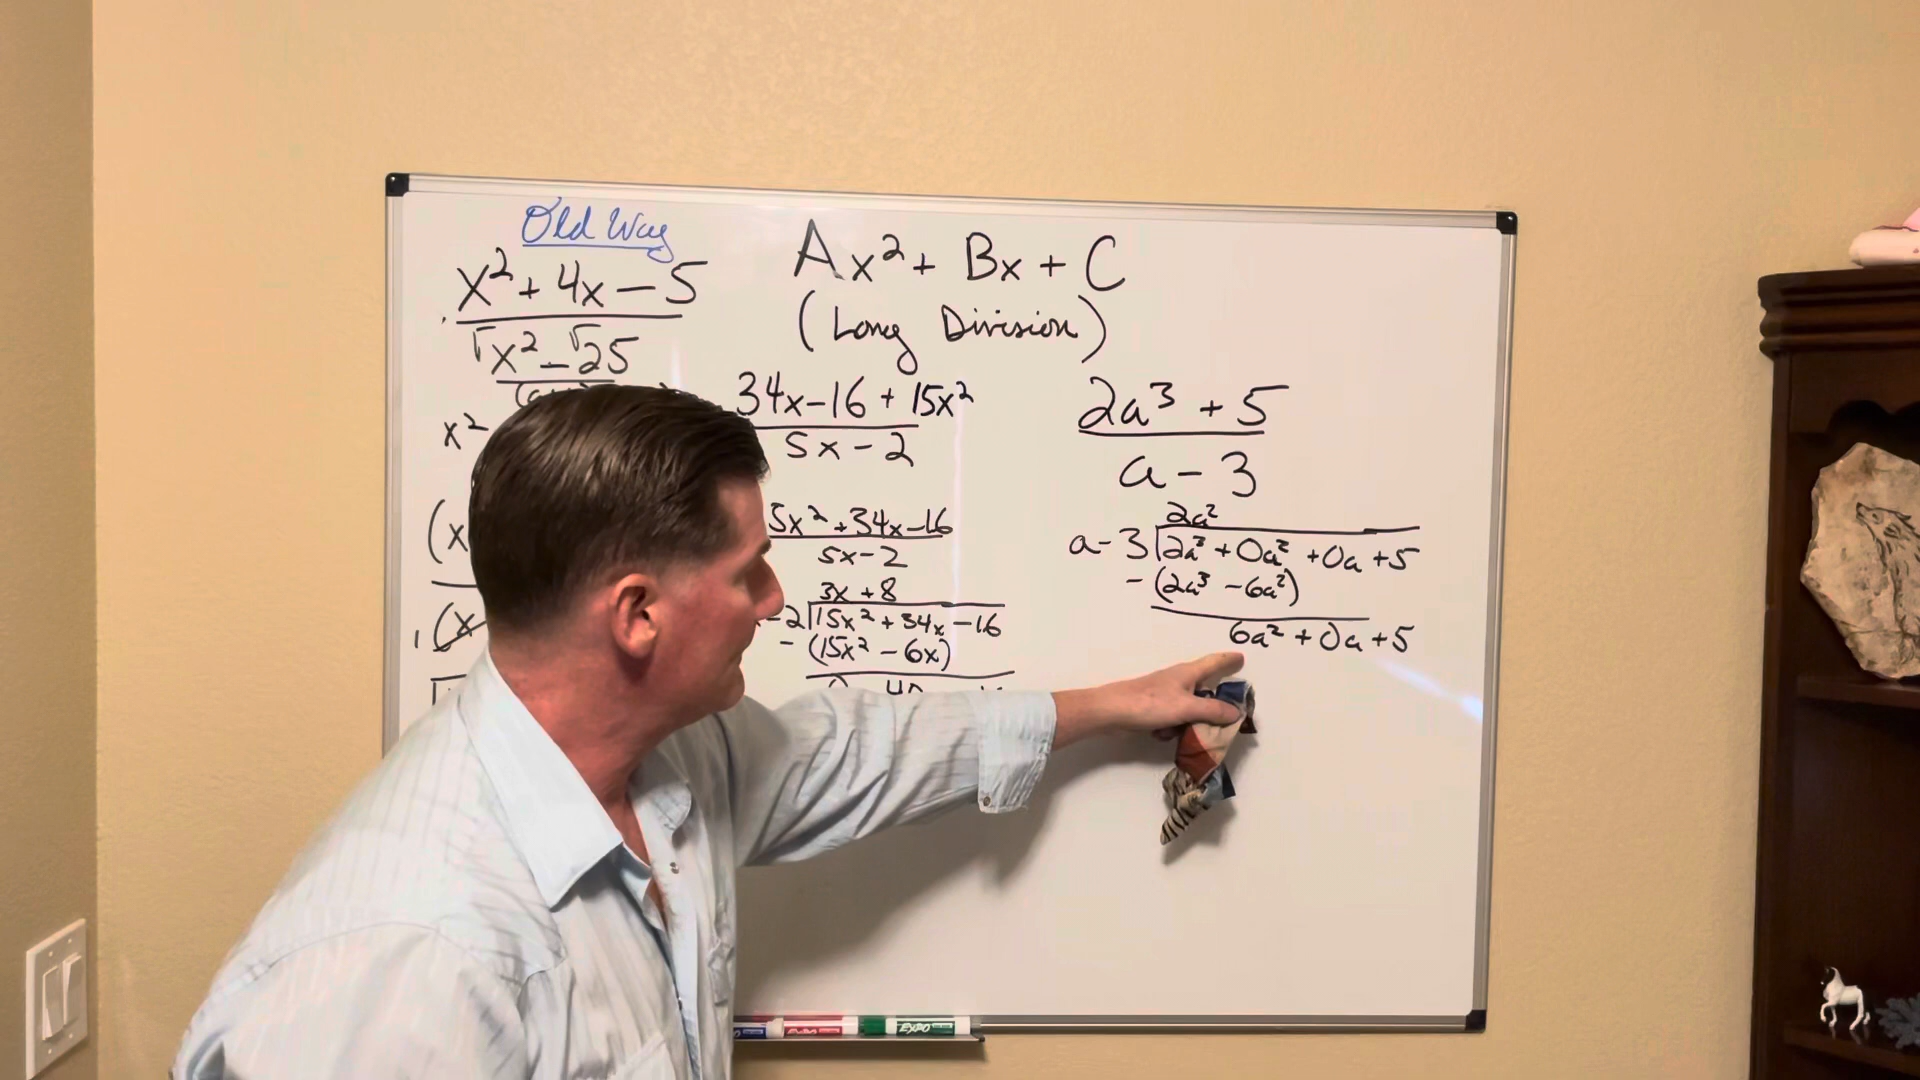 Old Way
x² + 4x - 5
√x² - √25
x²
(x
1 (x
Ax² + Bx + C
(Long Division)
34x - 16 + 15x²
5x - 2
5x² + 34x - 16
5x - 2
3x + 8
-2 15x² + 34x - 16
- (15x² - 6x)
2a³ + 5
a - 3
2a²
a - 3 2a³ + 0a² + 0a + 5
- (2a³ - 6a²)
6a² + 0a + 5
EXPO